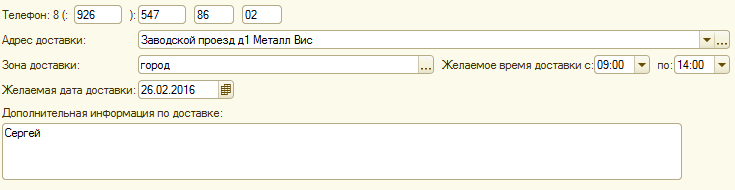 Телефон: 8 (: 926 ): 547 86 02
Адрес доставки: Заводской проезд д1 Металл Вис ...
Зона доставки: город ... Желаемое время доставки с: 09:00 по: 14:00
Желаемая дата доставки: 26.02.2016
Дополнительная информация по доставке:
Сергей